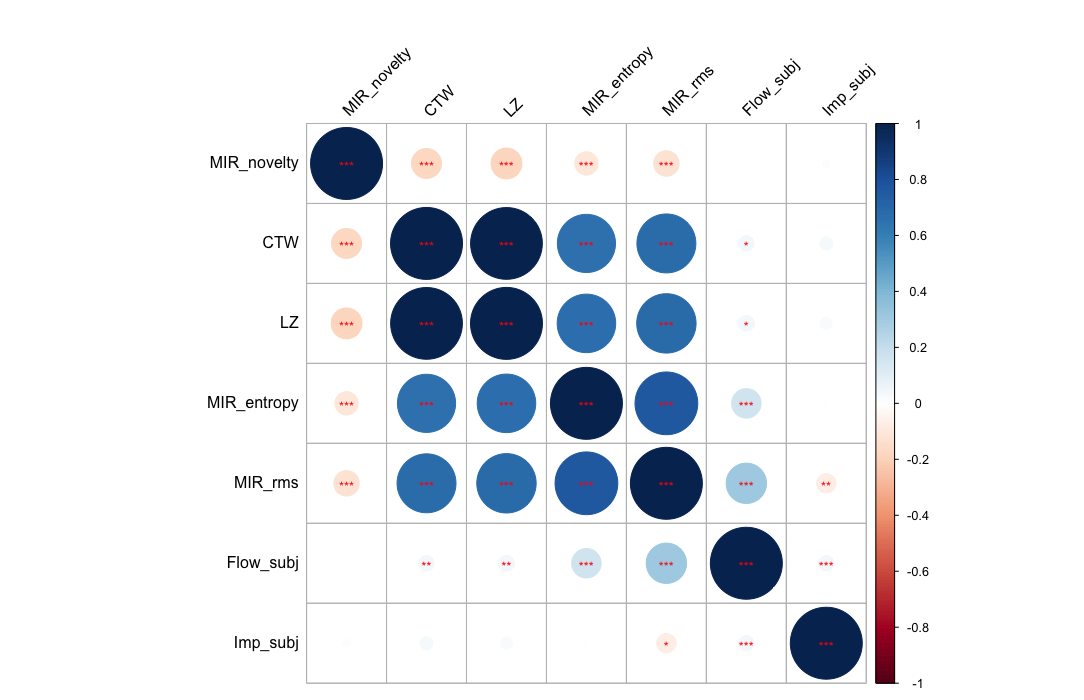 MIR_novelty CTW LZ MIR_entropy MIR_rms Flow_subj Imp_subj
1
MIR_novelty *** *** *** *** ***
0.8
CTW *** *** *** *** *** *
0.6
LZ *** *** *** *** *** *
0.4
0.2
MIR_entropy *** *** *** *** *** ***
0
-0.2
MIR_rms *** *** *** *** *** *** **
-0.4
Flow_subj ** ** *** *** *** ***
-0.6
-0.8
Imp_subj * *** ***
-1